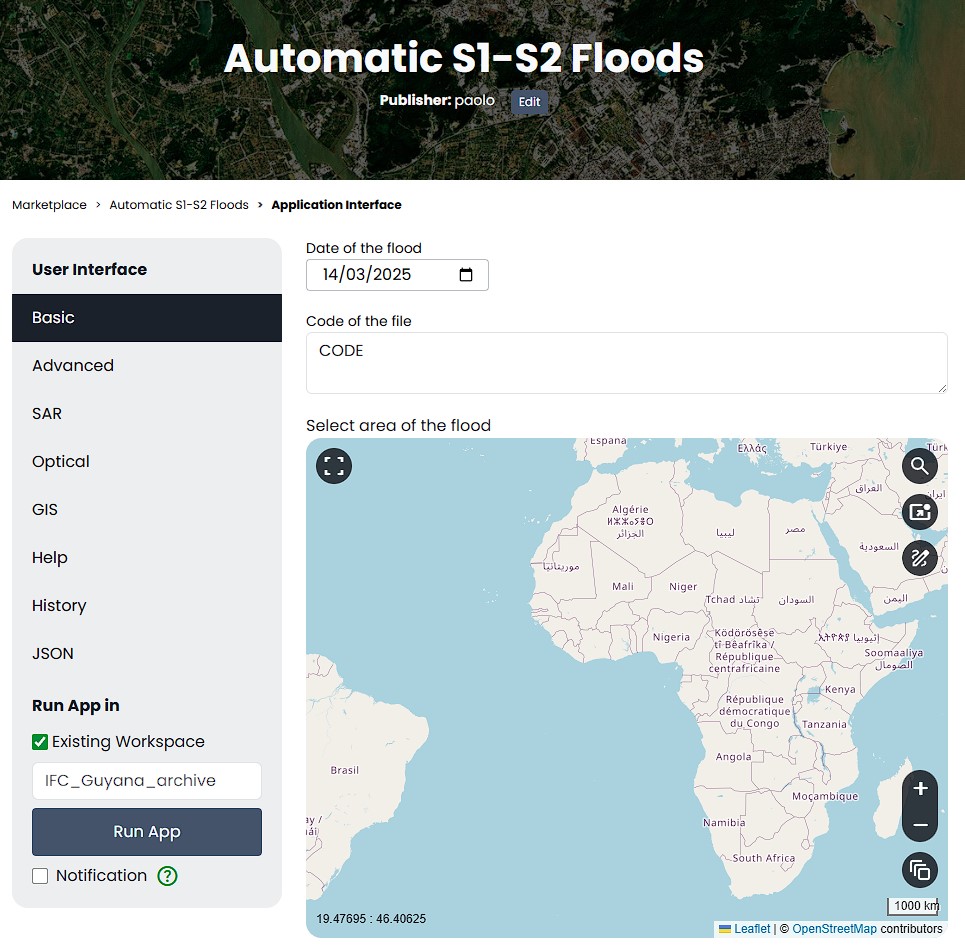 Automatic S1-S2 Floods
Publisher: paolo Edit
Marketplace > Automatic S1-S2 Floods > Application Interface
User Interface
Basic
Advanced
SAR
Optical
GIS
Help
History
JSON
Run App in
Existing Workspace
IFC_Guyana_archive
Run App
Notification ?
Date of the flood
14/03/2025
Code of the file
CODE
Select area of the flood
España
Ελλάς
Türkiye
العراق
Algérie
ⵍⵣⵣⴰⵢⴻⵔ
الجزائر
ليبيا
مصر
السعودية
موريتانيا
Mali
Niger
Tchad تشاد
السودان
اليمن
Nigeria
Ködörösêse
tî Bêafrîka /
République
centrafricaine
ኢትዮጵያ إثيوبيا
Soomaaliya
الصومال
Kenya
République
démocratique
du Congo
Tanzania
Angola
Brasil
Moçambique
Namibia
South Africa
+
−
19.47695 : 46.40625
1000 km
Leaflet | © OpenStreetMap contributors